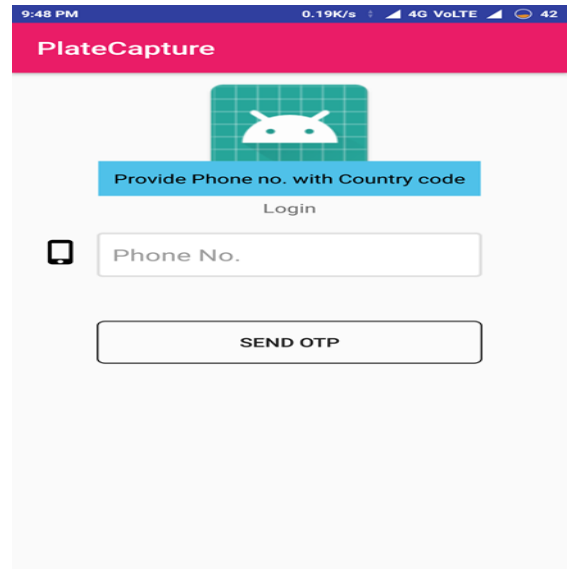 9:48 PM 0.19K/s 4G VoLTE 42
PlateCapture
Provide Phone no. with Country code
Login
Phone No.
SEND OTP